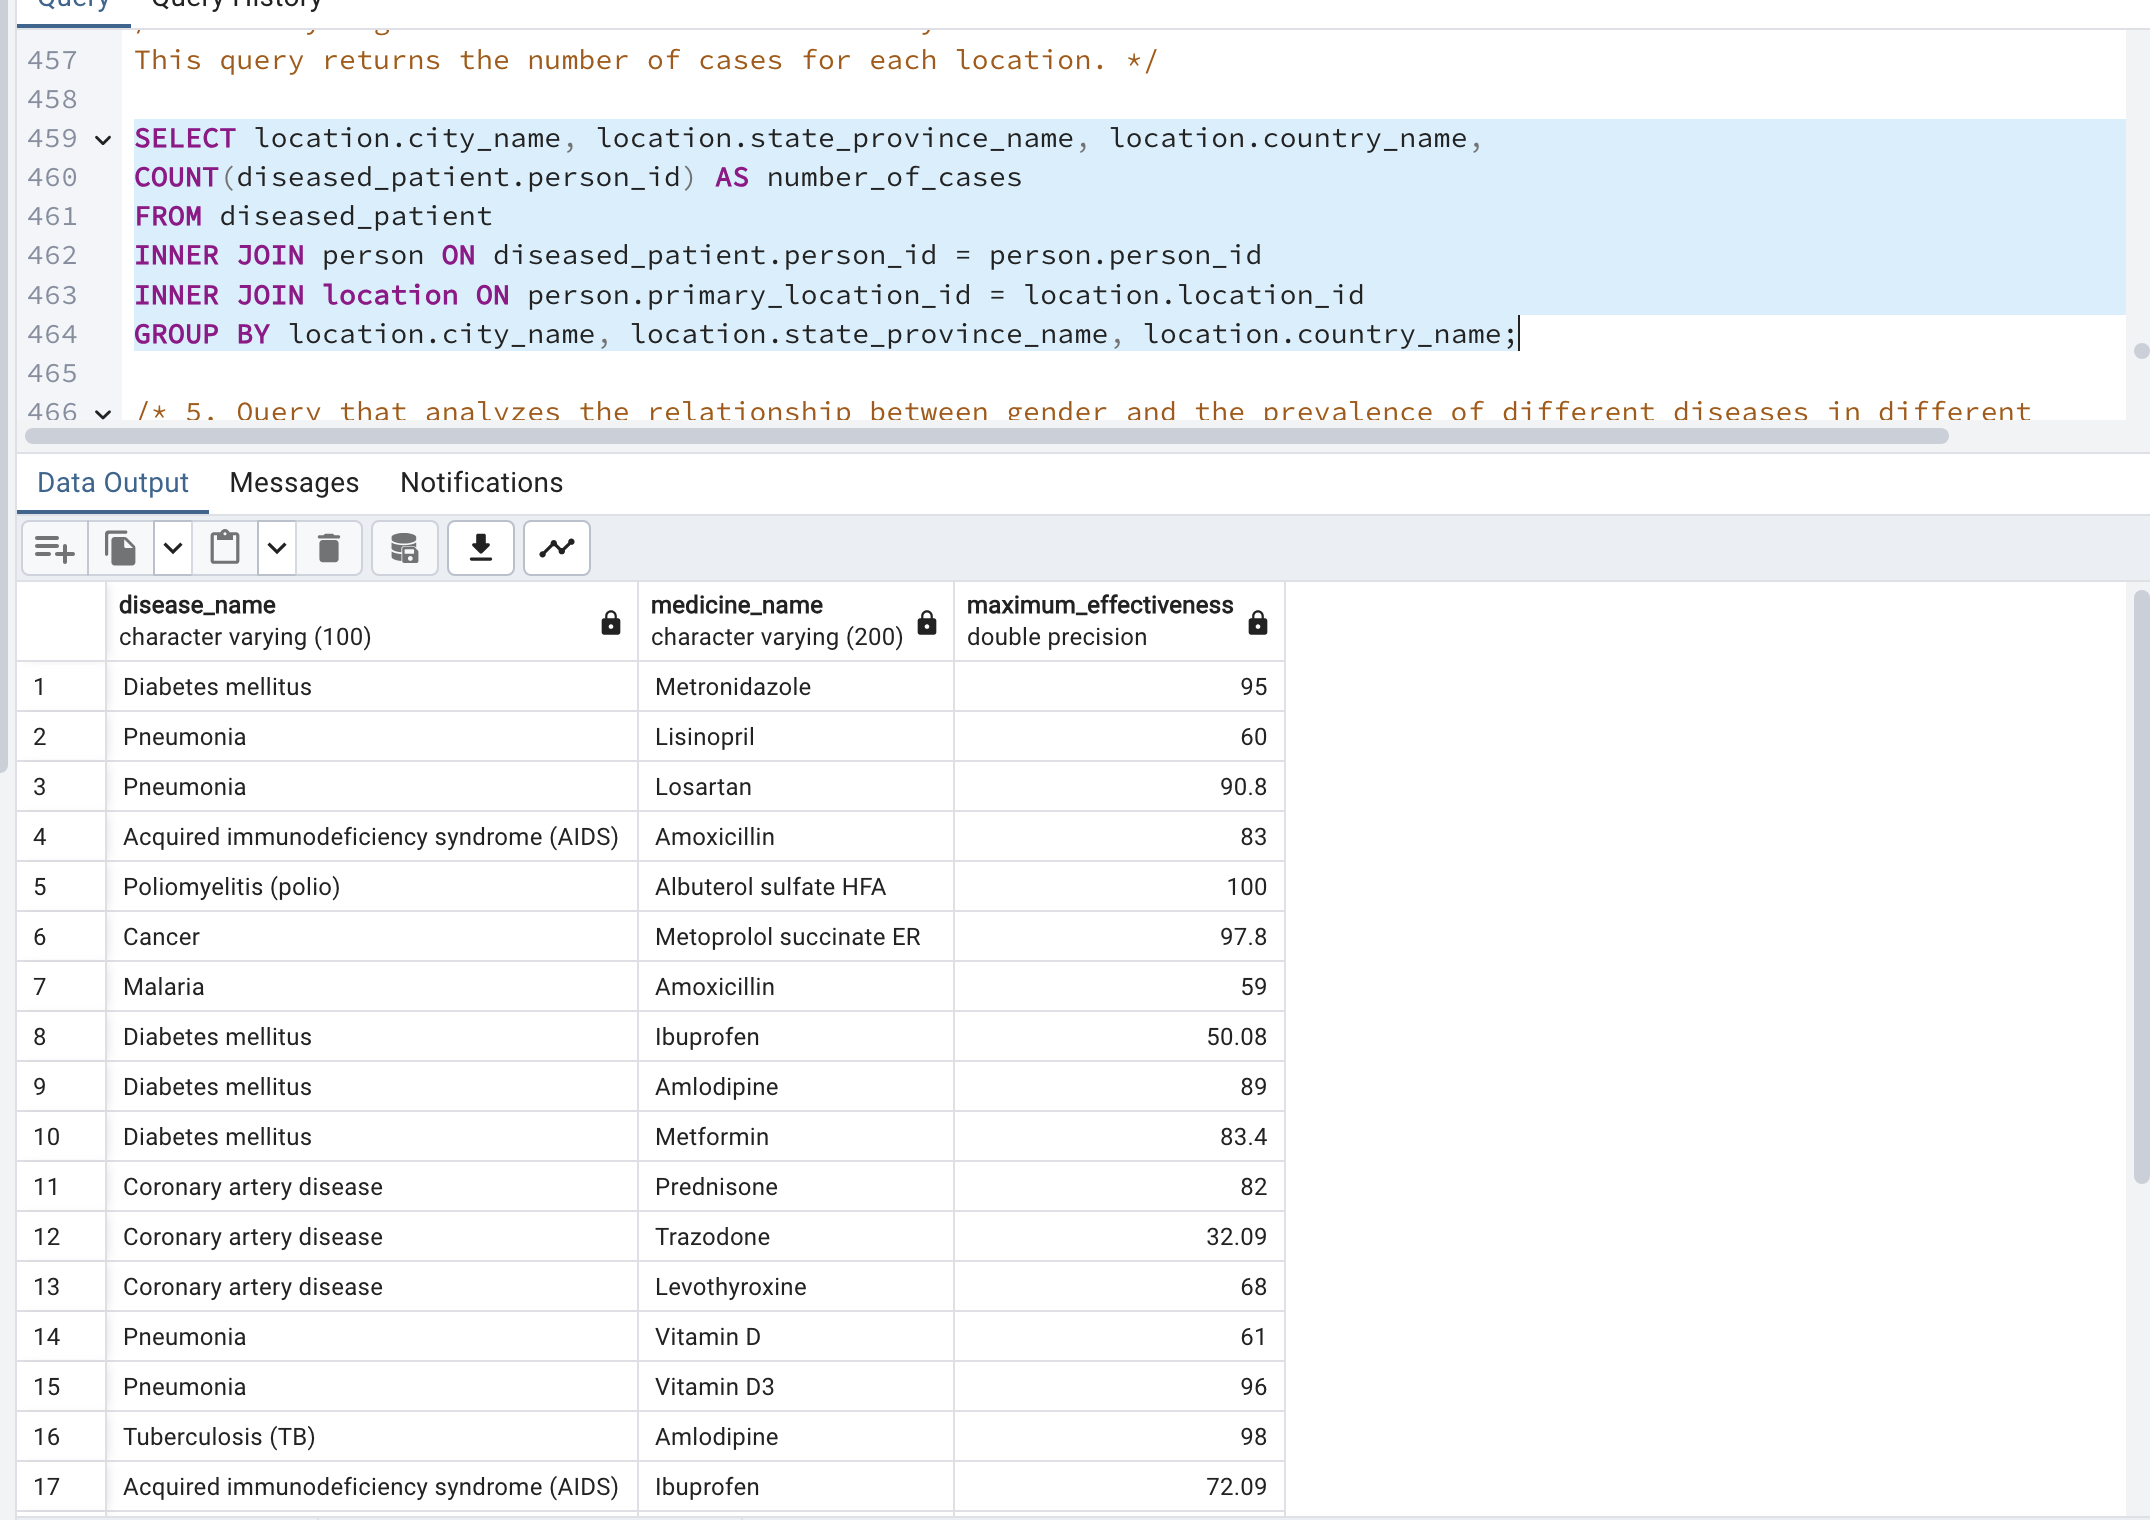 Query Query History
457 This query returns the number of cases for each location. */
458
459 SELECT location.city_name, location.state_province_name, location.country_name,
460 COUNT(diseased_patient.person_id) AS number_of_cases
461 FROM diseased_patient
462 INNER JOIN person ON diseased_patient.person_id = person.person_id
463 INNER JOIN location ON person.primary_location_id = location.location_id
464 GROUP BY location.city_name, location.state_province_name, location.country_name;
465
466 /* 5. Query that analyzes the relationship between gender and the prevalence of different diseases in different
Data Output Messages Notifications
disease_name medicine_name maximum_effectiveness
character varying (100) character varying (200) double precision
1 Diabetes mellitus Metronidazole 95
2 Pneumonia Lisinopril 60
3 Pneumonia Losartan 90.8
4 Acquired immunodeficiency syndrome (AIDS) Amoxicillin 83
5 Poliomyelitis (polio) Albuterol sulfate HFA 100
6 Cancer Metoprolol succinate ER 97.8
7 Malaria Amoxicillin 59
8 Diabetes mellitus Ibuprofen 50.08
9 Diabetes mellitus Amlodipine 89
10 Diabetes mellitus Metformin 83.4
11 Coronary artery disease Prednisone 82
12 Coronary artery disease Trazodone 32.09
13 Coronary artery disease Levothyroxine 68
14 Pneumonia Vitamin D 61
15 Pneumonia Vitamin D3 96
16 Tuberculosis (TB) Amlodipine 98
17 Acquired immunodeficiency syndrome (AIDS) Ibuprofen 72.09